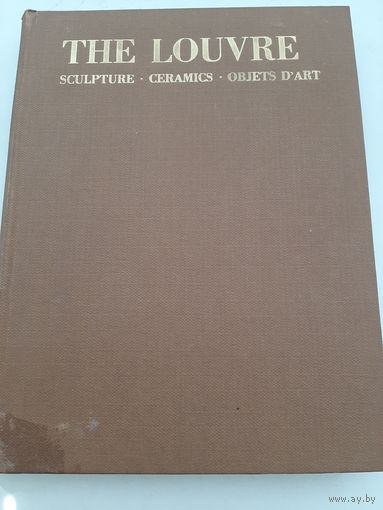 THE LOUVRE
SCULPTURE · CERAMICS · OBJETS D'ART
www.ay.by